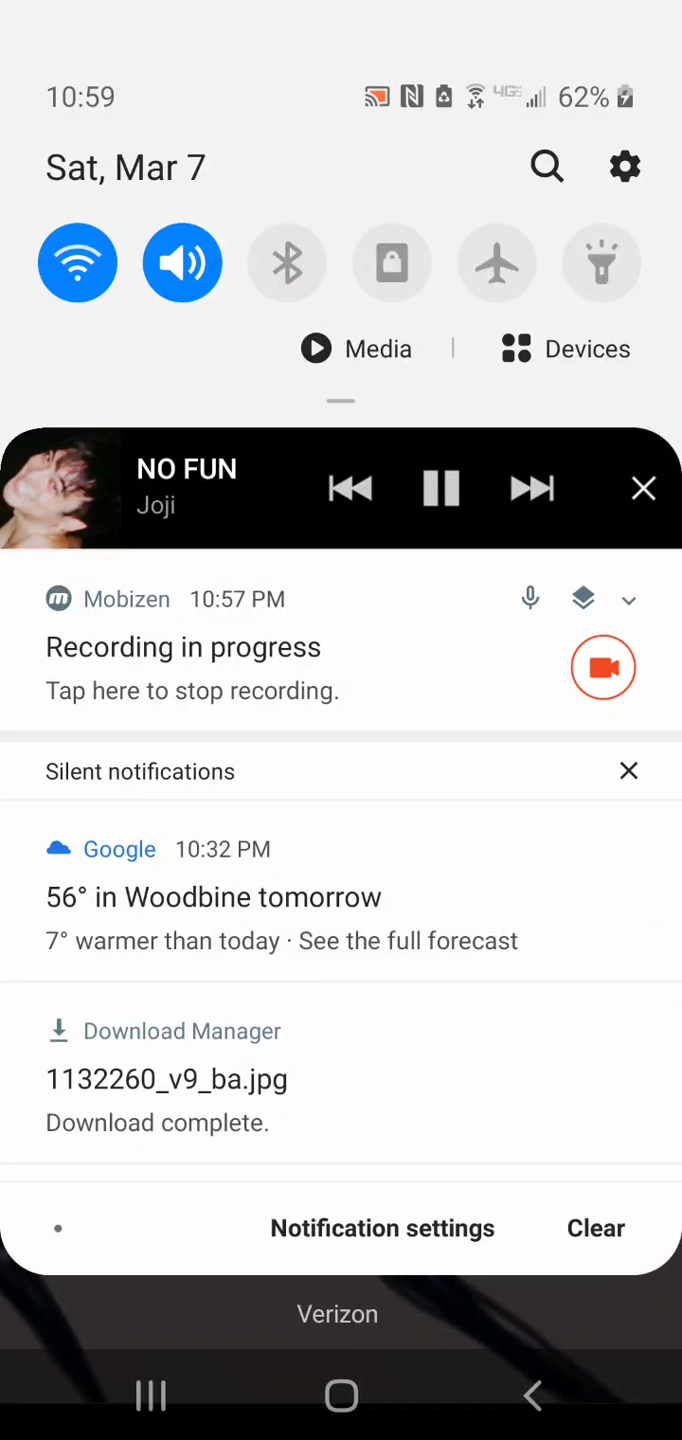 10:59 4GE 62%
Sat, Mar 7
Media | Devices
NO FUN
Joji
Mobizen 10:57 PM
Recording in progress
Tap here to stop recording.
Silent notifications
Google 10:32 PM
56° in Woodbine tomorrow
7° warmer than today · See the full forecast
Download Manager
1132260_v9_ba.jpg
Download complete.
Notification settings Clear
Verizon